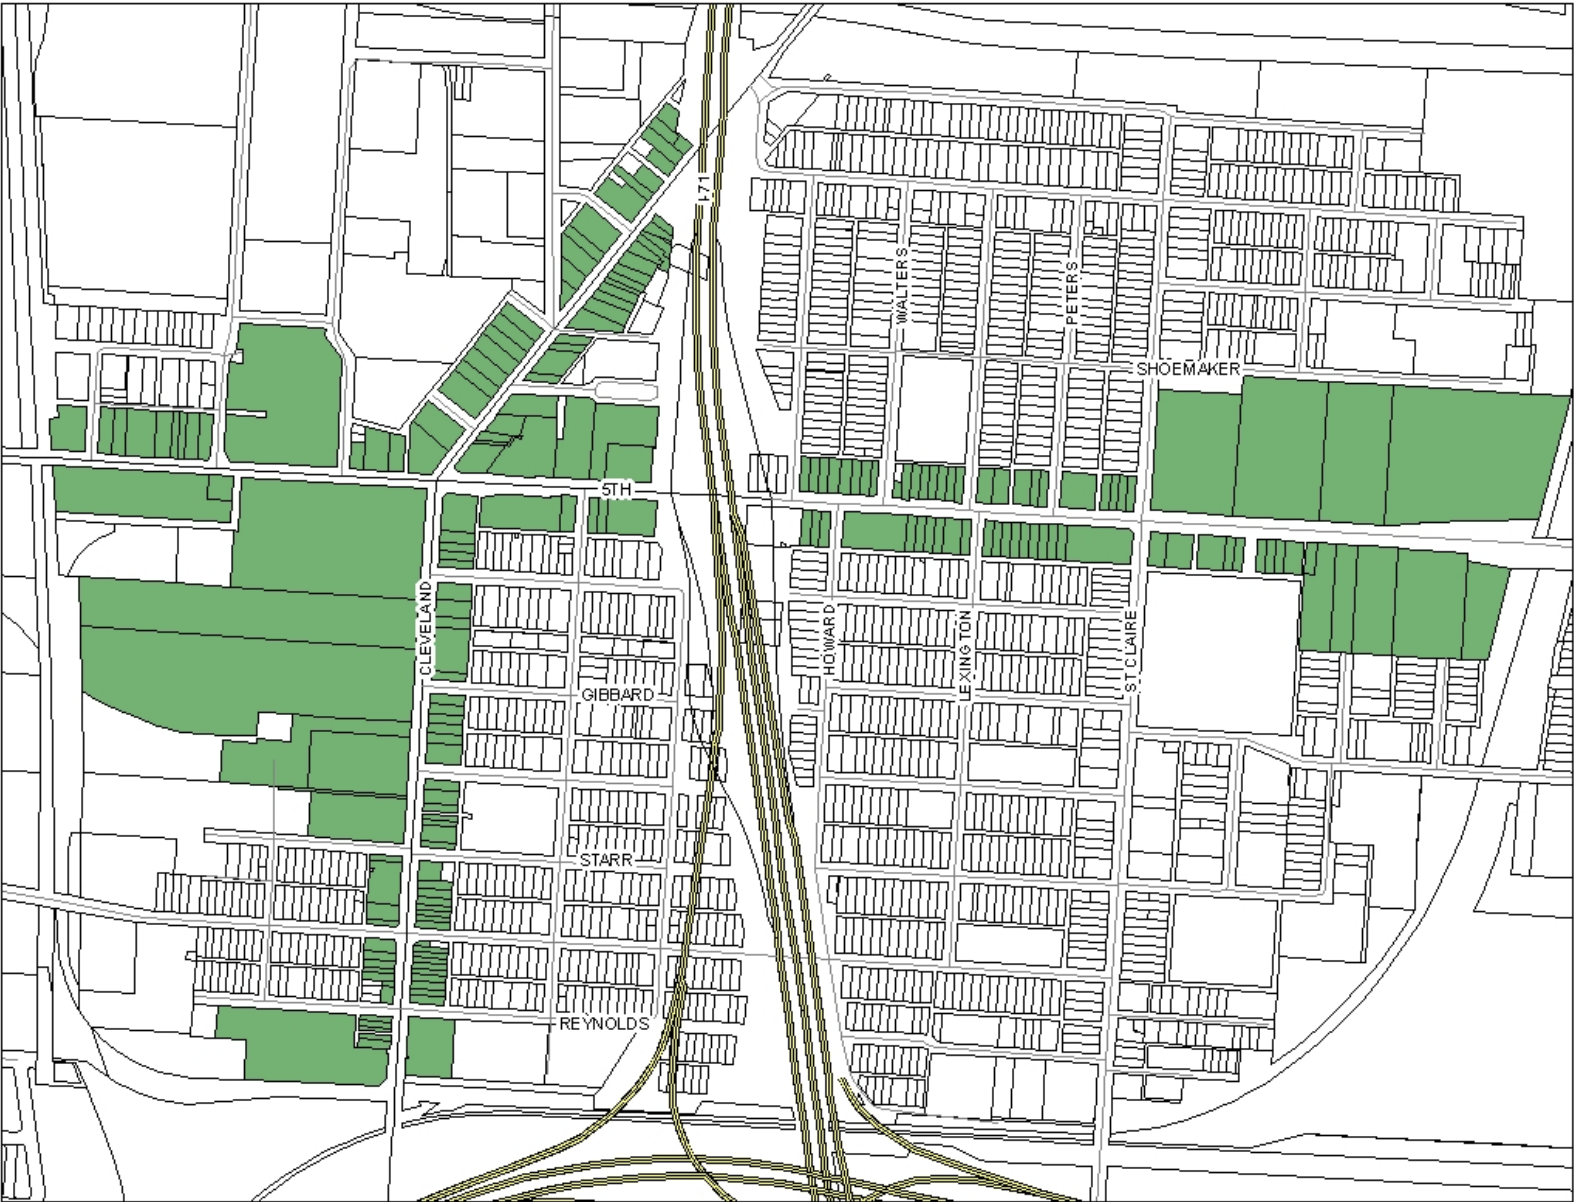 I-71
WALTERS
PETERS
SHOEMAKER
5TH
CLEVELAND
HOWARD
LEXINGTON
ST CLAIRE
GIBBARD
STARR
REYNOLDS